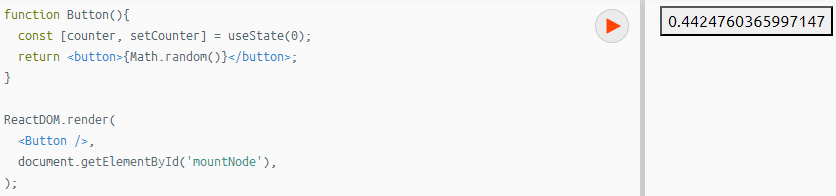 function Button(){
  const [counter, setCounter] = useState(0);
  return <button>{Math.random()}</button>;
}
ReactDOM.render(
  <Button />,
  document.getElementById('mountNode'),
);
0.4424760365997147